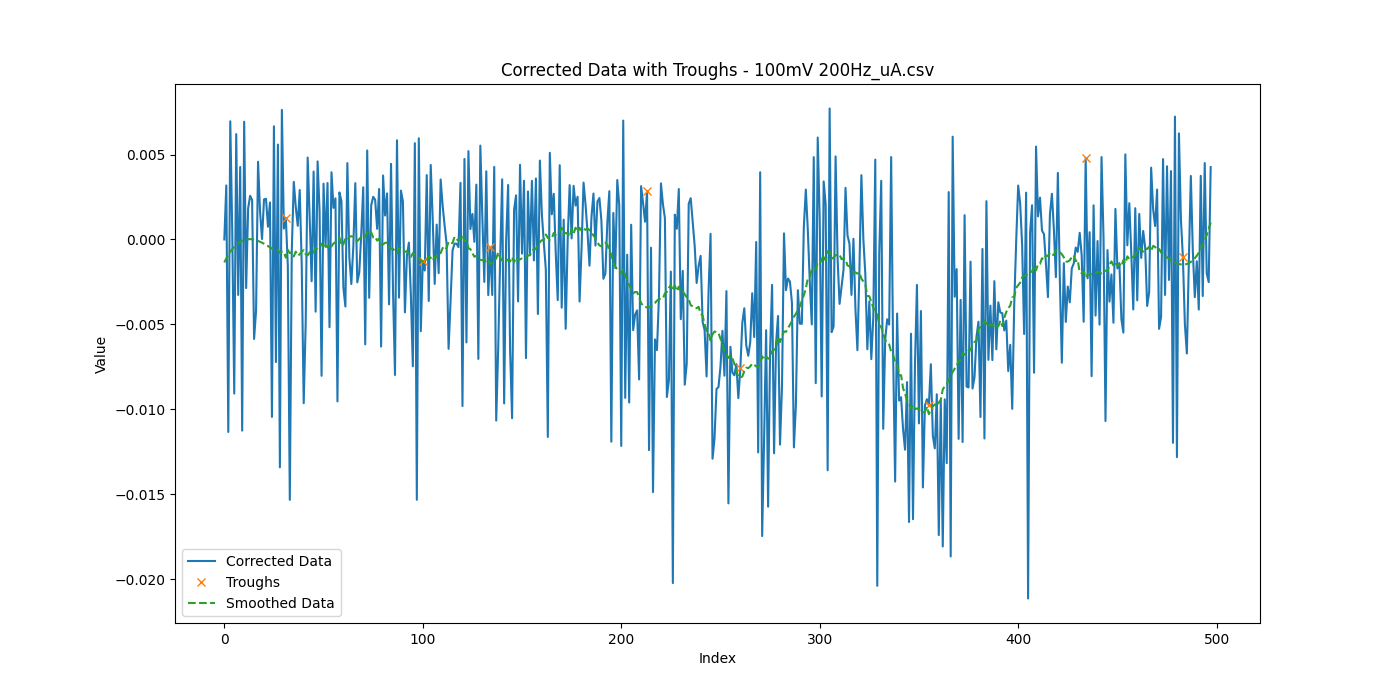 Corrected Data with Troughs - 100mV 200Hz_uA.csv
0.005
0.000
−0.005
−0.010
−0.015
−0.020
Value
Corrected Data
Troughs
Smoothed Data
0
100
200
300
400
500
Index